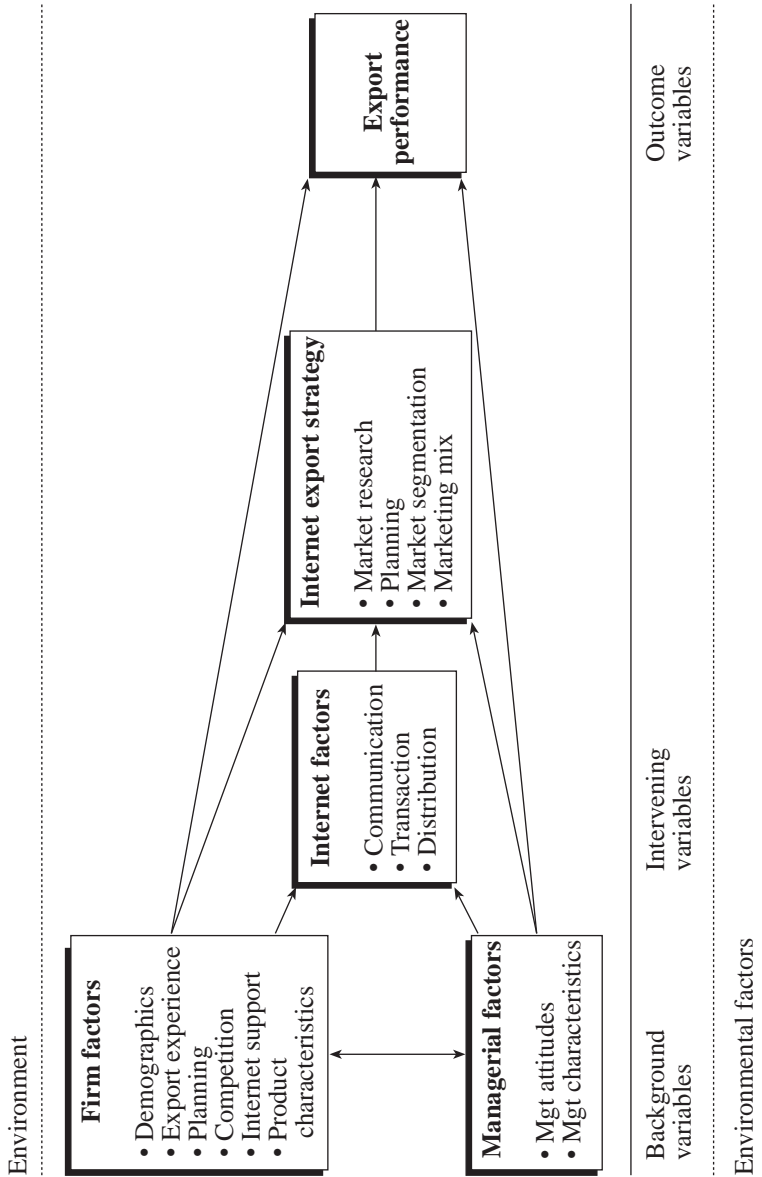 Environment
Firm factors
• Demographics
• Export experience
• Planning
• Competition
• Internet support
• Product
characteristics
Managerial factors
• Mgt attitudes
• Mgt characteristics
Internet factors
• Communication
• Transaction
• Distribution
Internet export strategy
• Market research
• Planning
• Market segmentation
• Marketing mix
Export
performance
Background
variables
Intervening
variables
Outcome
variables
Environmental factors